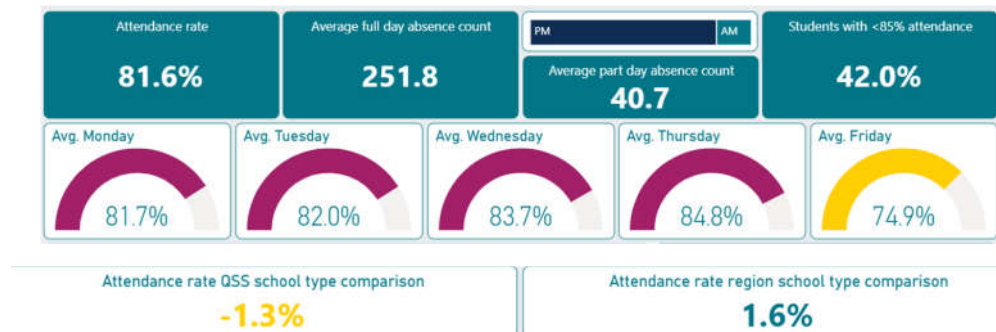 Attendance rate
81.6%
Average full day absence count
251.8
PM AM
Average part day absence count
40.7
Students with <85% attendance
42.0%
Avg. Monday
81.7%
Avg. Tuesday
82.0%
Avg. Wednesday
83.7%
Avg. Thursday
84.8%
Avg. Friday
74.9%
Attendance rate QSS school type comparison
-1.3%
Attendance rate region school type comparison
1.6%